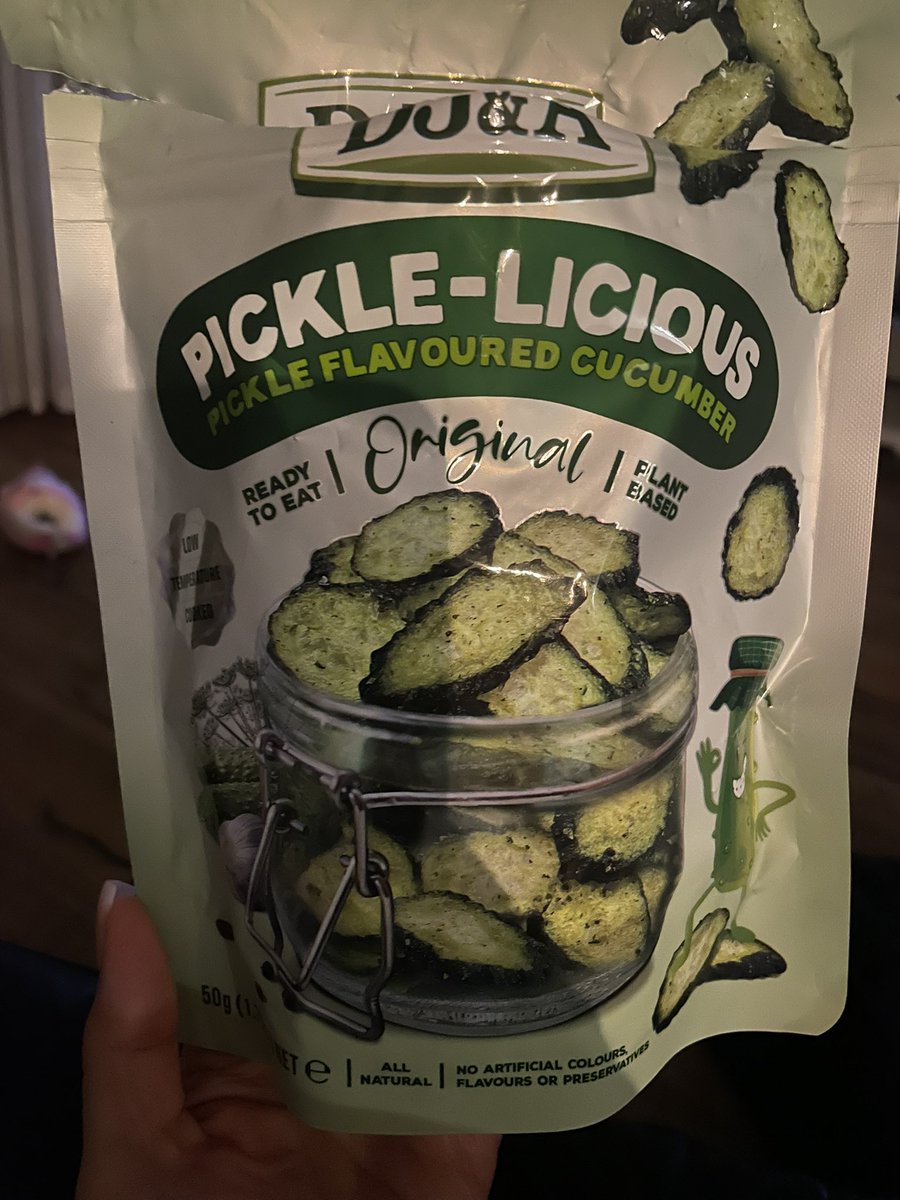 DJ&A
PICKLE-LICIOUS
PICKLE FLAVOURED CUCUMBER
Original
READY
TO EAT
PLANT
BASED
LOW
TEMPERATURE
COOKED
50g
ALL
NATURAL
NO ARTIFICIAL COLOURS,
FLAVOURS OR PRESERVATIVES